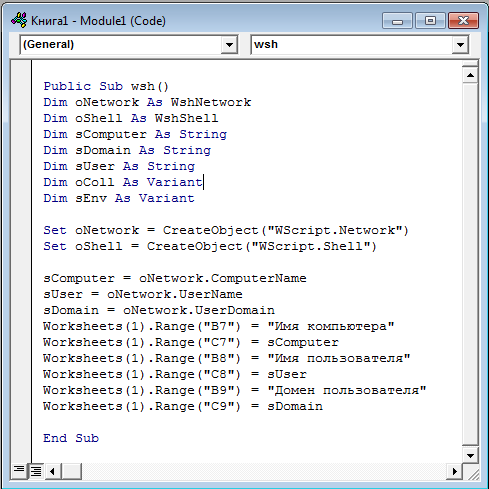 Книга1 - Module1 (Code)
(General)
wsh
Public Sub wsh()
Dim oNetwork As WshNetwork
Dim oShell As WshShell
Dim sComputer As String
Dim sDomain As String
Dim sUser As String
Dim oColl As Variant
Dim sEnv As Variant
Set oNetwork = CreateObject("WScript.Network")
Set oShell = CreateObject("WScript.Shell")
sComputer = oNetwork.ComputerName
sUser = oNetwork.UserName
sDomain = oNetwork.UserDomain
Worksheets(1).Range("B7") = "Имя компьютера"
Worksheets(1).Range("C7") = sComputer
Worksheets(1).Range("B8") = "Имя пользователя"
Worksheets(1).Range("C8") = sUser
Worksheets(1).Range("B9") = "Домен пользователя"
Worksheets(1).Range("C9") = sDomain
End Sub